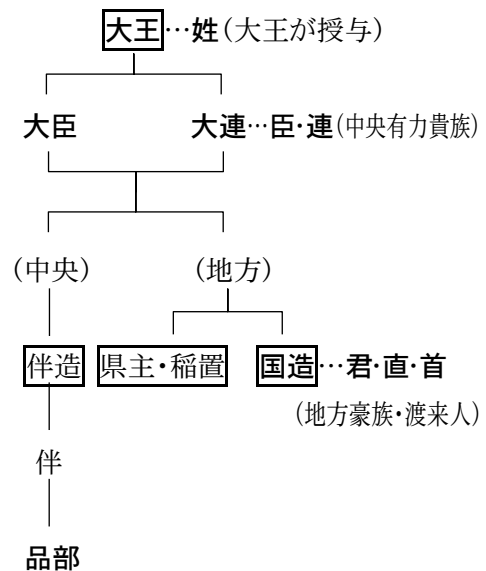 大王…姓(大王が授与)
大臣 大連…臣・連(中央有力貴族)
(中央) (地方)
伴造 県主・稲置 国造…君・直・首
(地方豪族・渡来人)
伴
品部